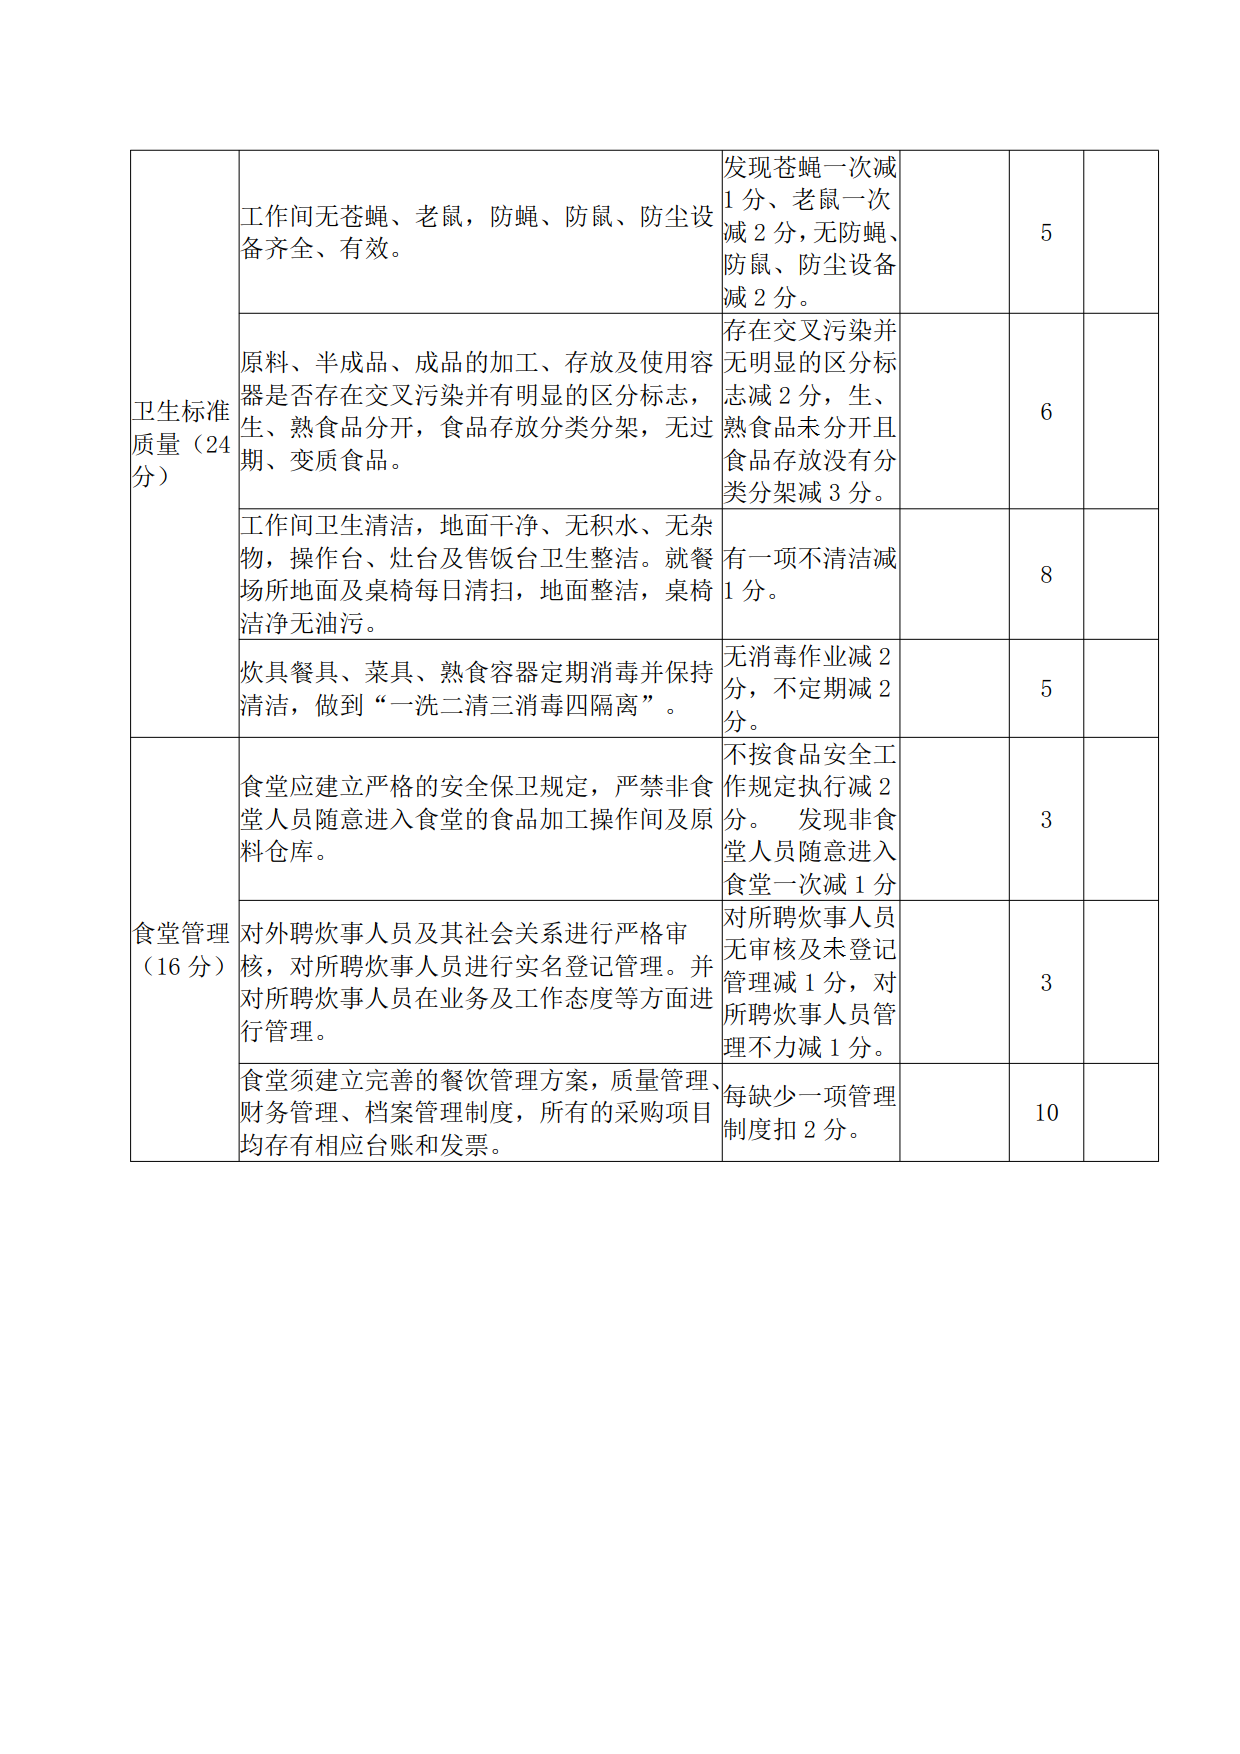 卫生标准
质量（24
分）
工作间无苍蝇、老鼠，防蝇、防鼠、防尘设
备齐全、有效。
发现苍蝇一次减
1 分、老鼠一次
减 2 分，无防蝇、
防鼠、防尘设备
减 2 分。
5
原料、半成品、成品的加工、存放及使用容
器是否存在交叉污染并有明显的区分标志，
生、熟食品分开，食品存放分类分架，无过
期、变质食品。
存在交叉污染并
无明显的区分标
志减 2 分，生、
熟食品未分开且
食品存放没有分
类分架减 3 分。
6
工作间卫生清洁，地面干净、无积水、无杂
物，操作台、灶台及售饭台卫生整洁。就餐
场所地面及桌椅每日清扫，地面整洁，桌椅
洁净无油污。
有一项不清洁减
1 分。
8
炊具餐具、菜具、熟食容器定期消毒并保持
清洁，做到“一洗二清三消毒四隔离”。
无消毒作业减 2
分，不定期减 2
分。
5
食堂管理
（16 分）
食堂应建立严格的安全保卫规定，严禁非食
堂人员随意进入食堂的食品加工操作间及原
料仓库。
不按食品安全工
作规定执行减 2
分。 发现非食
堂人员随意进入
食堂一次减 1 分
3
对外聘炊事人员及其社会关系进行严格审
核，对所聘炊事人员进行实名登记管理。并
对所聘炊事人员在业务及工作态度等方面进
行管理。
对所聘炊事人员
无审核及未登记
管理减 1 分，对
所聘炊事人员管
理不力减 1 分。
3
食堂须建立完善的餐饮管理方案，质量管理、
财务管理、档案管理制度，所有的采购项目
均存有相应台账和发票。
每缺少一项管理
制度扣 2 分。
10